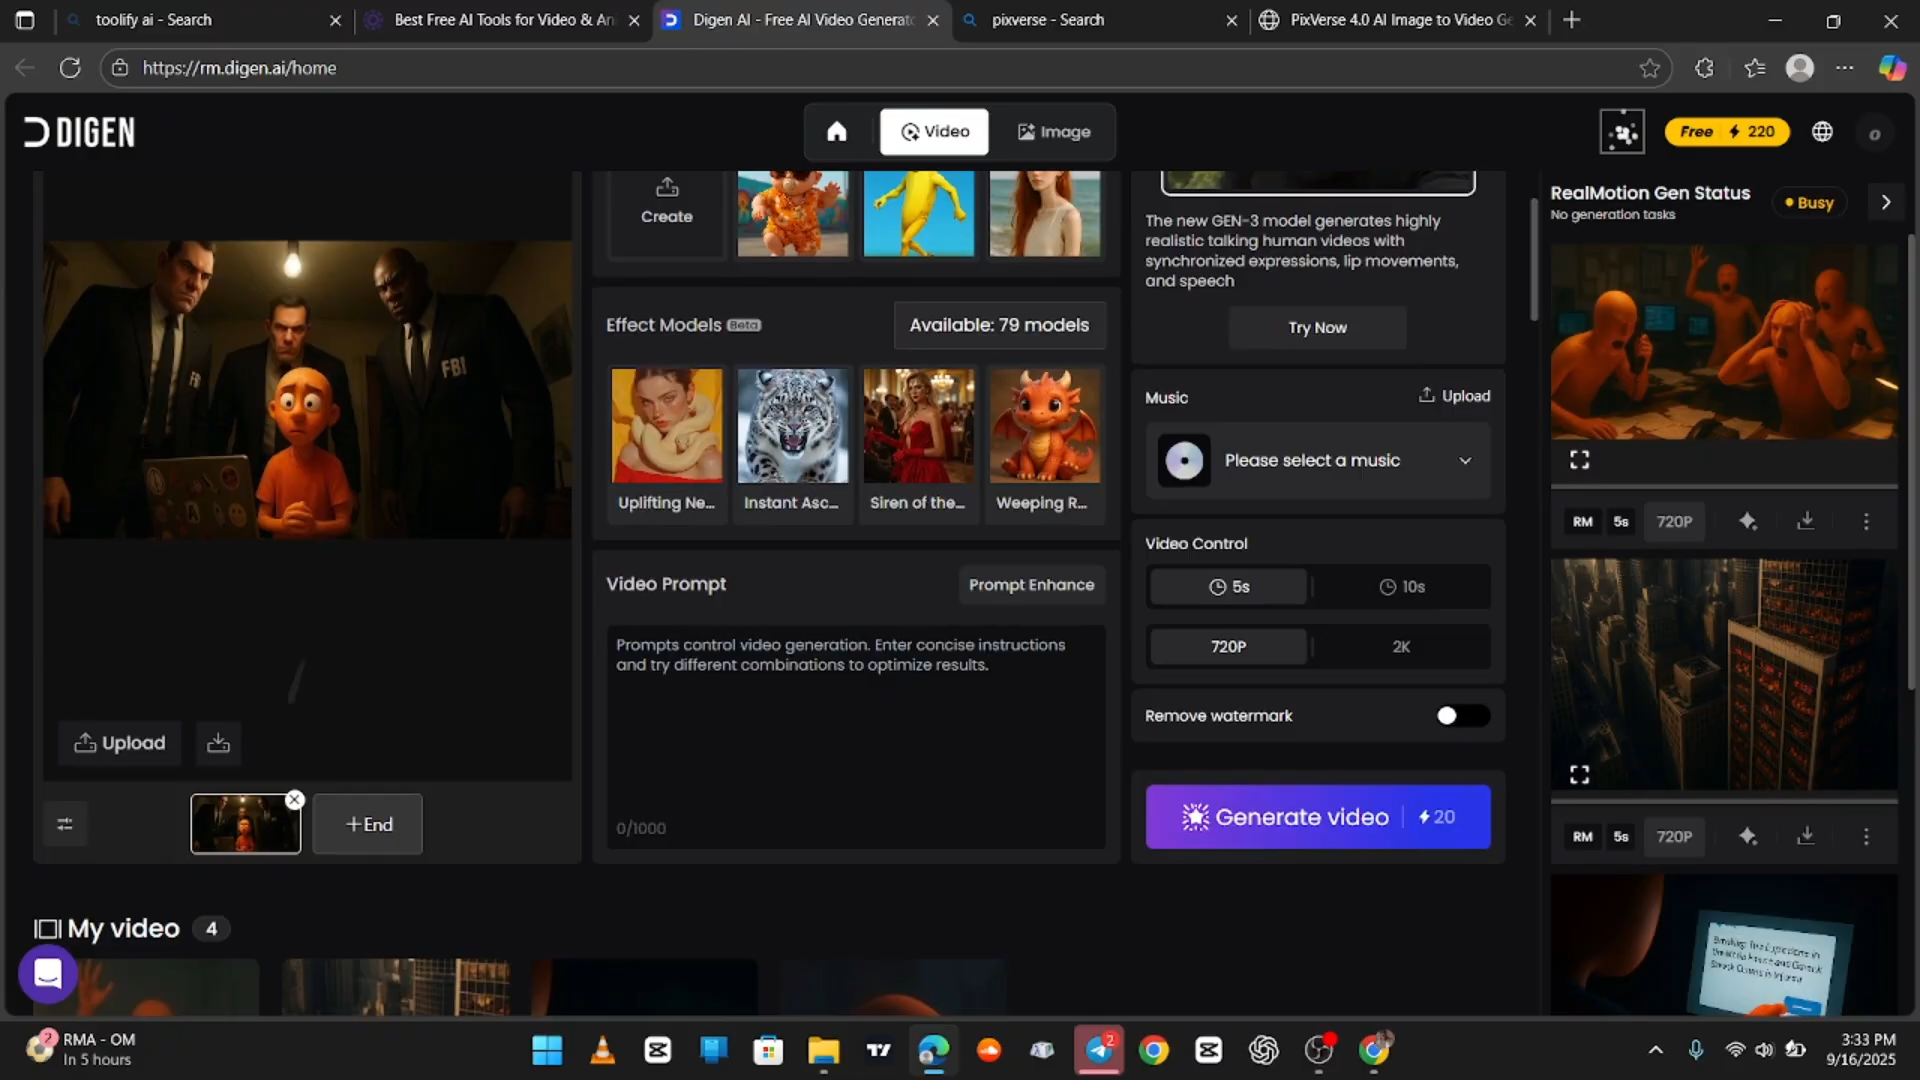 toolify ai - Search
Best Free AI Tools for Video & An
Digen AI - Free AI Video Generato
pixverse - Search
PixVerse 4.0 AI Image to Video Ge
https://rm.digen.ai/home
DIGEN
Video
Image
Free 220
o
Create
Effect Models Beta
Available: 79 models
Uplifting Ne...
Instant Asc...
Siren of the...
Weeping R...
Video Prompt
Prompt Enhance
Prompts control video generation. Enter concise instructions
and try different combinations to optimize results.
0/1000
FBI
Upload
+End
The new GEN-3 model generates highly
realistic talking human videos with
synchronized expressions, lip movements,
and speech
Try Now
Music
Upload
Please select a music
Video Control
5s
10s
720P
2K
Remove watermark
Generate video 20
RealMotion Gen Status
No generation tasks
Busy
RM 5s 720P
RM 5s 720P
My video 4
2
RMA - OM
In 5 hours
2
3:33 PM
9/16/2025